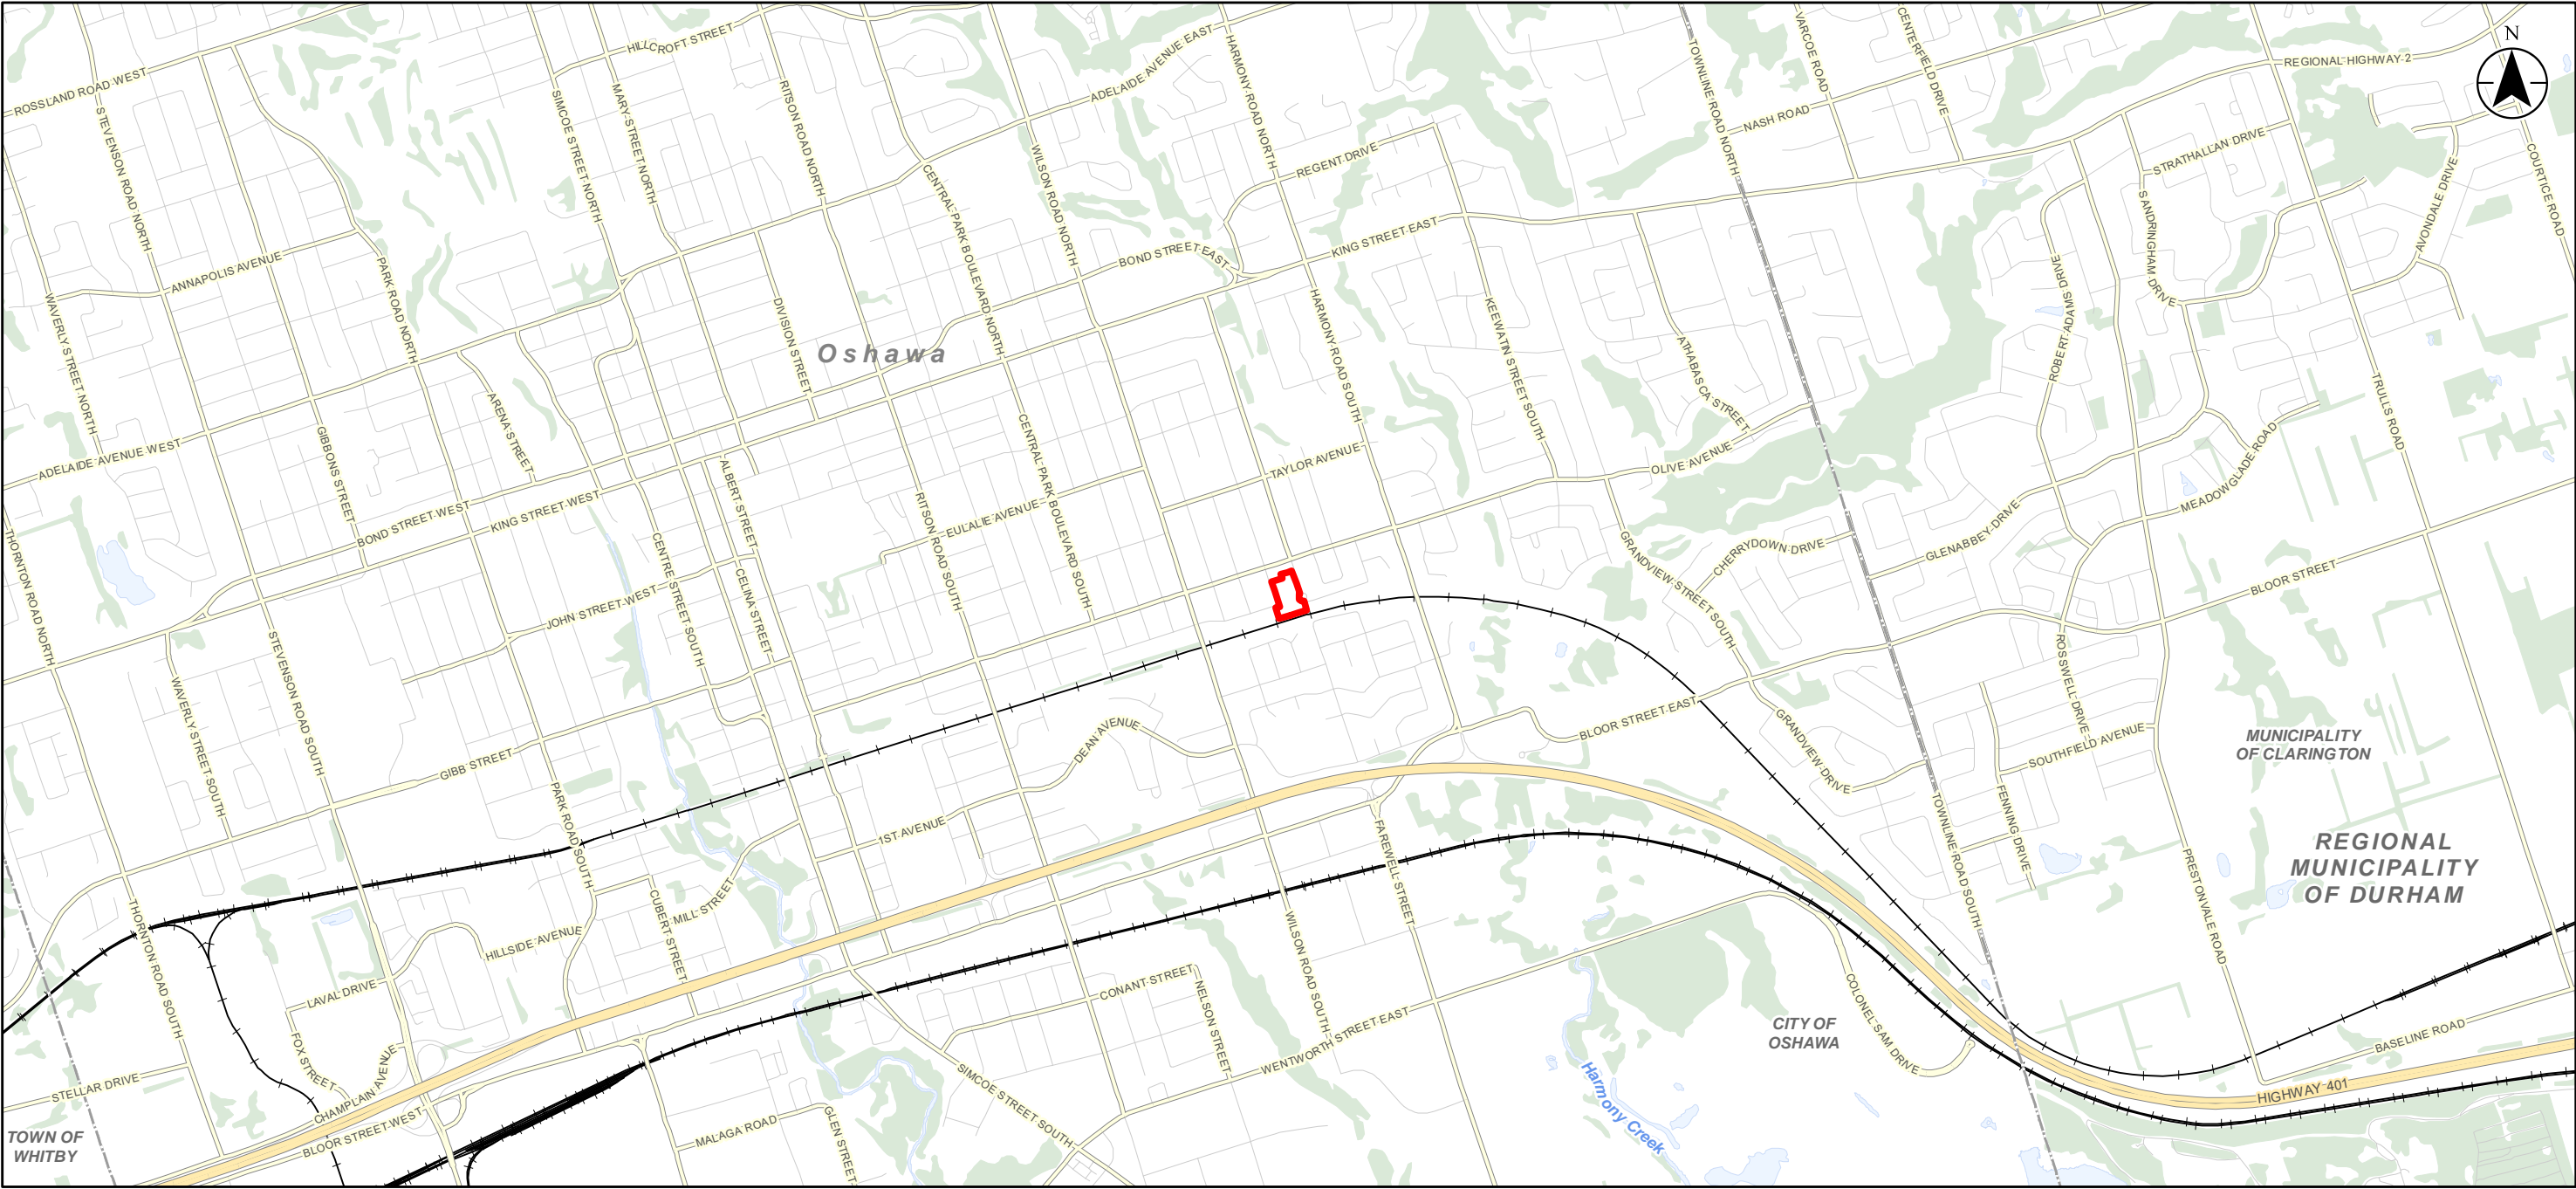 N
HILLCROFT STREET
ROSSLAND ROAD WEST
STEVENSON ROAD NORTH
SIMCOE STREET NORTH
MARY STREET NORTH
RITSON ROAD NORTH
ADELAIDE AVENUE EAST
HARMONY ROAD NORTH
TOWNLINE ROAD NORTH
VARCOE ROAD
CENTERFIELD DRIVE
REGIONAL HIGHWAY 2
NASH ROAD
STRATHALLAN DRIVE
COURTICE ROAD
REGENT DRIVE
WILSON ROAD NORTH
CENTRAL PARK BOULEVARD NORTH
SANDRINGHAM DRIVE
AVONDALE DRIVE
KING STREET EAST
BOND STREET EAST
ANNAPOLIS AVENUE
PARK ROAD NORTH
WAVERLY STREET NORTH
DIVISION STREET
Oshawa
HARMONY ROAD SOUTH
KEEWATIN STREET SOUTH
ATHABASCA STREET
ROBERT ADAMS DRIVE
TRULLS ROAD
ARENA STREET
GIBBONS STREET
ADELAIDE AVENUE WEST
ALBERT STREET
CENTRAL PARK BOULEVARD SOUTH
TAYLOR AVENUE
OLIVE AVENUE
MEADOWGLADE ROAD
BOND STREET WEST
KING STREET WEST
RITSON ROAD SOUTH
EULALIE AVENUE
GLENABBEY DRIVE
THORNTON ROAD NORTH
CENTRE STREET SOUTH
CELINA STREET
GRANDVIEW STREET SOUTH
CHERRYDOWN DRIVE
BLOOR STREET
JOHN STREET WEST
STEVENSON ROAD SOUTH
WAVERLY STREET SOUTH
ROSSWELL DRIVE
BLOOR STREET EAST
GRANDVIEW DRIVE
DEAN AVENUE
SOUTHFIELD AVENUE
MUNICIPALITY
OF CLARINGTON
GIBB STREET
PARK ROAD SOUTH
1ST AVENUE
FAREWELL STREET
TOWNLINE ROAD SOUTH
FENNING DRIVE
PRESTONVALE ROAD
REGIONAL
MUNICIPALITY
OF DURHAM
THORNTON ROAD SOUTH
CUBERT STREET
MILL STREET
HILLSIDE AVENUE
WILSON ROAD SOUTH
LAVAL DRIVE
CONANT STREET
NELSON STREET
COLONEL SAM DRIVE
CITY OF
OSHAWA
WENTWORTH STREET EAST
BASELINE ROAD
FOX STREET
CHAMPLAIN AVENUE
STELLAR DRIVE
SIMCOE STREET SOUTH
Harmony Creek
HIGHWAY 401
TOWN OF
WHITBY
BLOOR STREET WEST
MALAGA ROAD
GLEN STREET